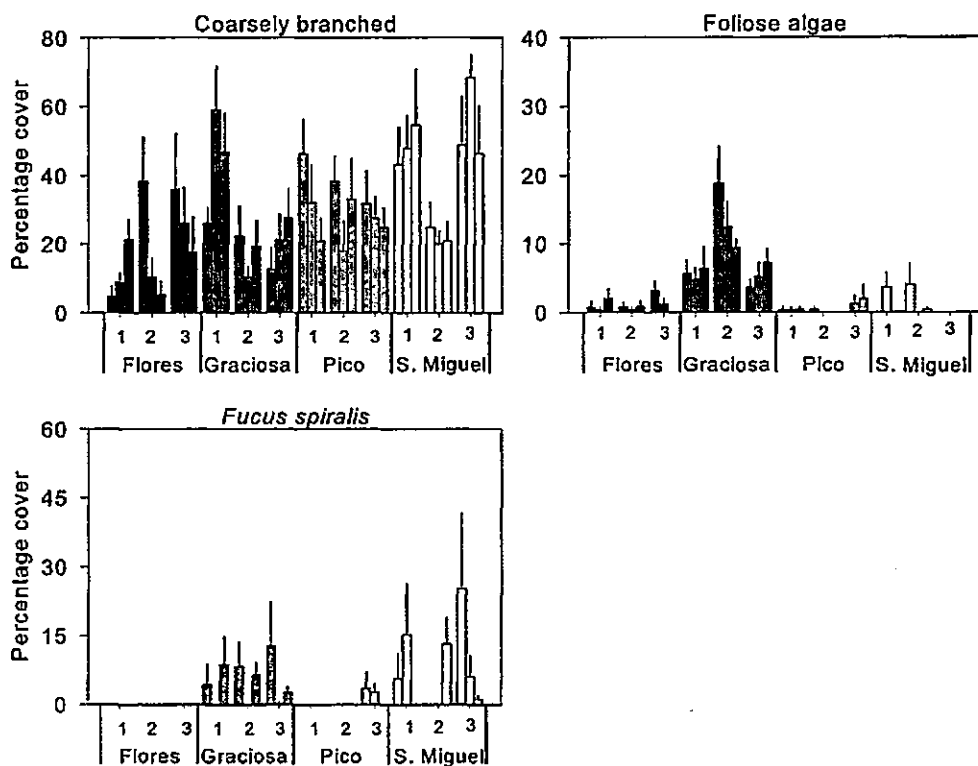 Coarsely branched
Percentage cover
80
60
40
20
0
1 2 3 1 2 3 1 2 3 1 2 3
Flores Graciosa Pico S. Miguel
Foliose algae
40
30
20
10
0
1 2 3 1 2 3 1 2 3 1 2 3
Flores Graciosa Pico S. Miguel
Fucus spiralis
Percentage cover
60
45
30
15
0
1 2 3 1 2 3 1 2 3 1 2 3
Flores Graciosa Pico S. Miguel